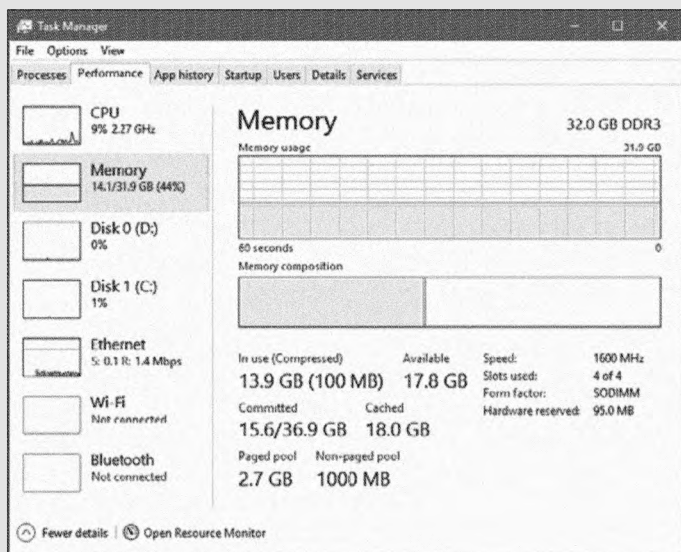 Task Manager
File Options View
Processes Performance App history Startup Users Details Services
CPU
9% 2.27 GHz
Memory
14.1/31.9 GB (44%)
Disk 0 (D:)
0%
Disk 1 (C:)
1%
Ethernet
S: 0.1 R: 1.4 Mbps
Wi-Fi
Not connected
Bluetooth
Not connected
Memory 32.0 GB DDR3
Memory usage 31.9 GB
60 seconds 0
Memory composition
In use (Compressed) Available
13.9 GB (100 MB) 17.8 GB
Committed Cached
15.6/36.9 GB 18.0 GB
Paged pool Non-paged pool
2.7 GB 1000 MB
Speed: 1600 MHz
Slots used: 4 of 4
Form factor: SODIMM
Hardware reserved: 95.0 MB
Fewer details Open Resource Monitor